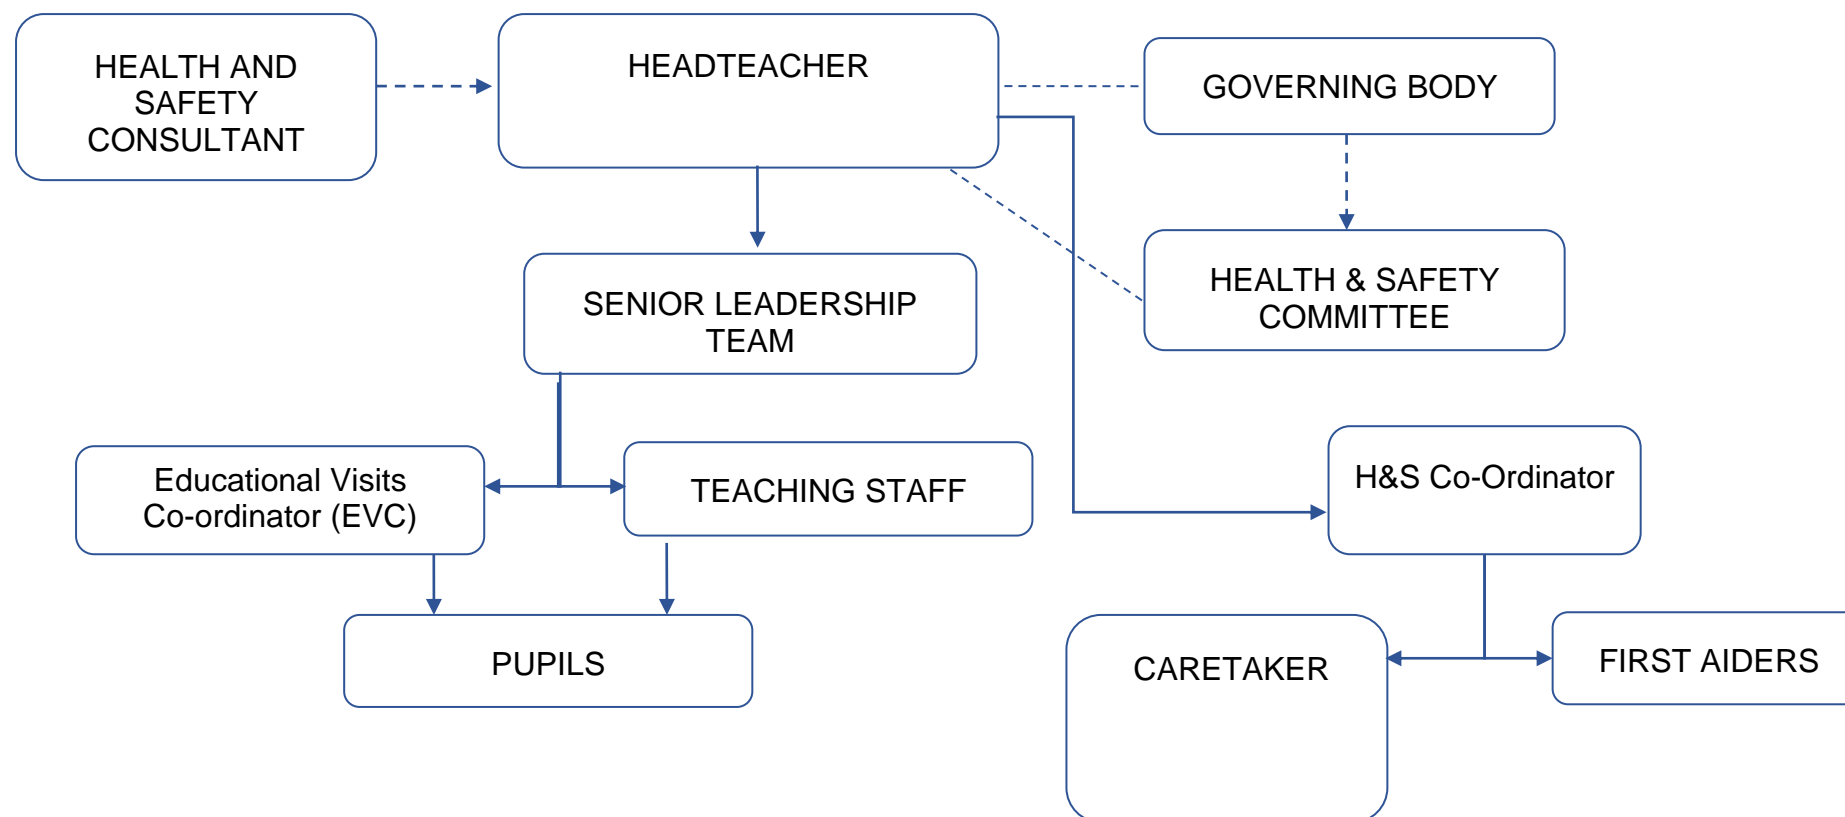 HEALTH AND
SAFETY
CONSULTANT
HEADTEACHER
GOVERNING BODY
SENIOR LEADERSHIP
TEAM
HEALTH & SAFETY
COMMITTEE
Educational Visits
Co-ordinator (EVC)
TEACHING STAFF
H&S Co-Ordinator
PUPILS
CARETAKER
FIRST AIDERS